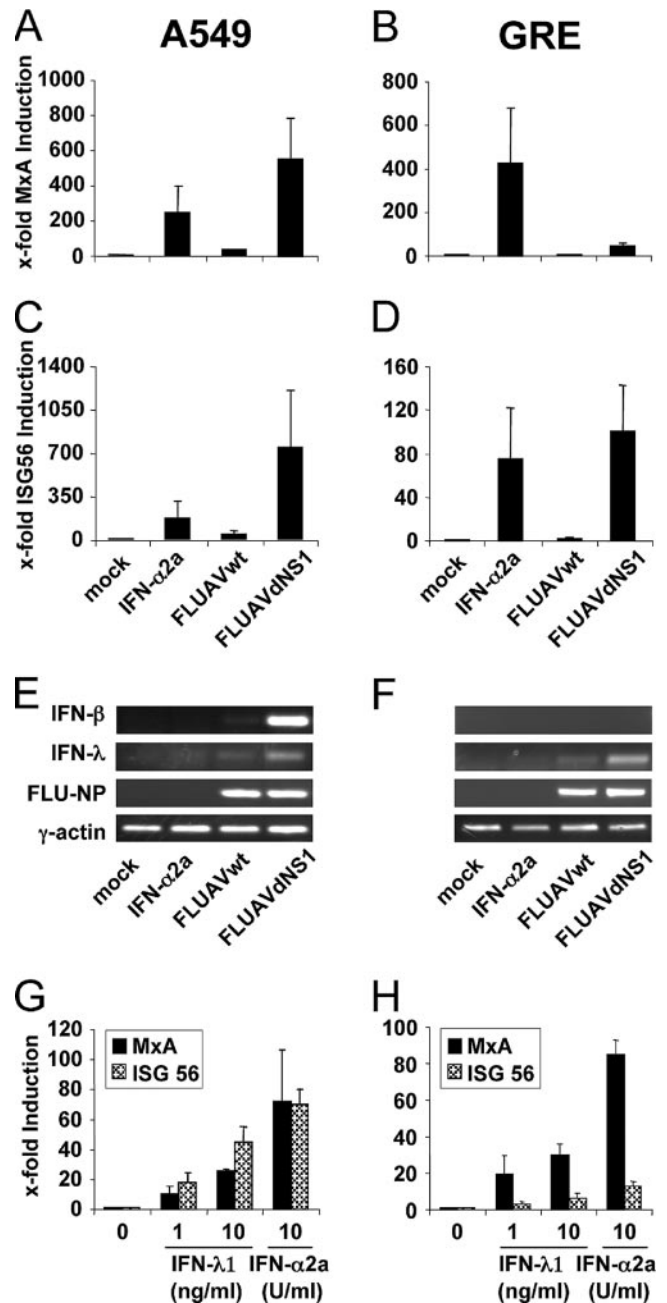 A A549 B GRE
x-fold MxA Induction
1000
800
600
400
200
0
800
600
400
200
0
C D
x-fold ISG56 Induction
1400
1050
700
350
0
160
120
80
40
0
mock IFN-α2a FLUAVwt FLUAVdNS1
mock IFN-α2a FLUAVwt FLUAVdNS1
E F
IFN-β
IFN-λ
FLU-NP
γ-actin
mock IFN-α2a FLUAVwt FLUAVdNS1
mock IFN-α2a FLUAVwt FLUAVdNS1
G H
x-fold Induction
120
100
80
60
40
20
0
MxA
ISG 56
0 1 10 10
IFN-λ1 IFN-α2a
(ng/ml) (U/ml)
100
80
60
40
20
0
MxA
ISG 56
0 1 10 10
IFN-λ1 IFN-α2a
(ng/ml) (U/ml)